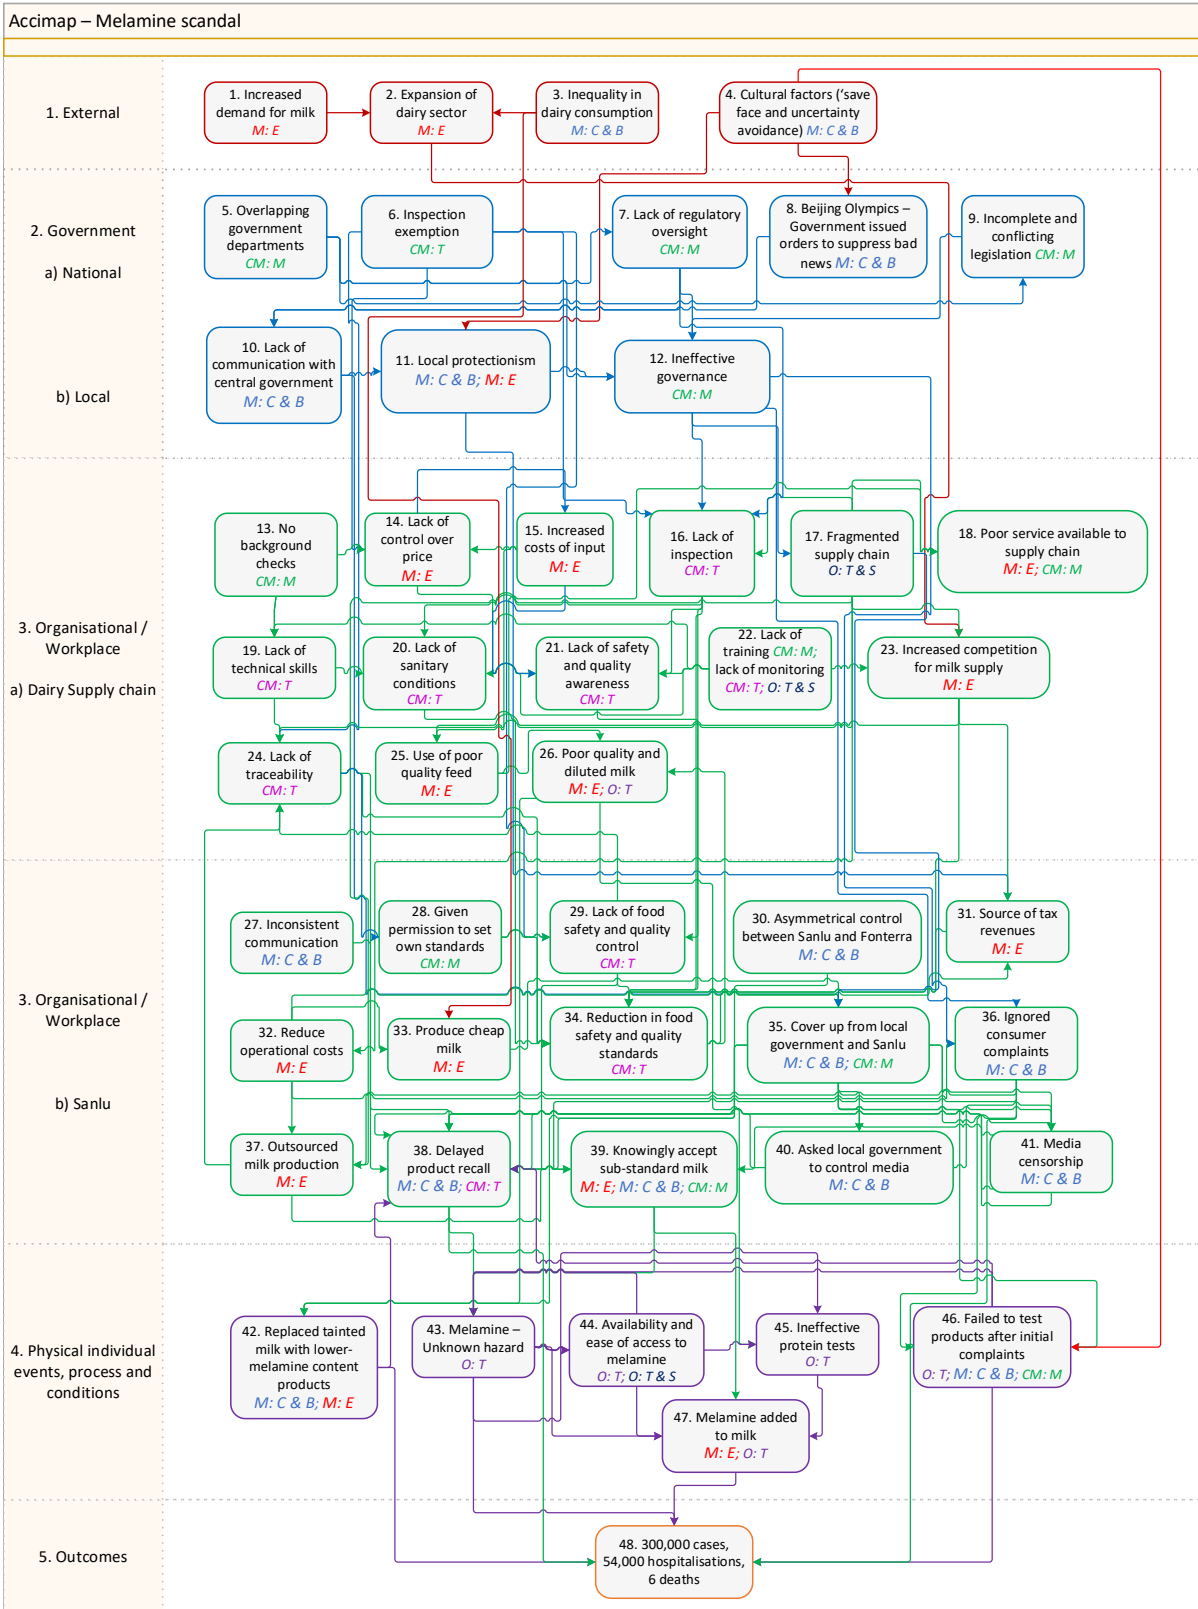 Accimap – Melamine scandal
1. External
1. Increased
demand for milk
M: E
2. Expansion of
dairy sector
M: E
3. Inequality in
dairy consumption
M: C & B
4. Cultural factors (‘save
face and uncertainty
avoidance) M: C & B
2. Government
a) National
5. Overlapping
government
departments
CM: M
6. Inspection
exemption
CM: T
7. Lack of regulatory
oversight
CM: M
8. Beijing Olympics –
Government issued
orders to suppress bad
news M: C & B
9. Incomplete and
conflicting
legislation CM: M
b) Local
10. Lack of
communication with
central government
M: C & B
11. Local protectionism
M: C & B; M: E
12. Ineffective
governance
CM: M
3. Organisational /
Workplace
a) Dairy Supply chain
13. No
background
checks
CM: M
14. Lack of
control over
price
M: E
15. Increased
costs of input
M: E
16. Lack of
inspection
CM: T
17. Fragmented
supply chain
O: T & S
18. Poor service available to
supply chain
M: E; CM: M
19. Lack of
technical skills
CM: T
20. Lack of
sanitary
conditions
CM: T
21. Lack of safety
and quality
awareness
CM: T
22. Lack of
training CM: M;
lack of monitoring
CM: T; O: T & S
23. Increased competition
for milk supply
M: E
24. Lack of
traceability
CM: T
25. Use of poor
quality feed
M: E
26. Poor quality and
diluted milk
M: E; O: T
3. Organisational /
Workplace
b) Sanlu
27. Inconsistent
communication
M: C & B
28. Given
permission to set
own standards
CM: M
29. Lack of food
safety and quality
control
CM: T
30. Asymmetrical control
between Sanlu and Fonterra
M: C & B
31. Source of tax
revenues
M: E
32. Reduce
operational costs
M: E
33. Produce cheap
milk
M: E
34. Reduction in food
safety and quality
standards
CM: T
35. Cover up from local
government and Sanlu
M: C & B; CM: M
36. Ignored
consumer
complaints
M: C & B
37. Outsourced
milk production
M: E
38. Delayed
product recall
M: C & B; CM: T
39. Knowingly accept
sub-standard milk
M: E; M: C & B; CM: M
40. Asked local government
to control media
M: C & B
41. Media
censorship
M: C & B
4. Physical individual
events, process and
conditions
42. Replaced tainted
milk with lower-
melamine content
products
M: C & B; M: E
43. Melamine –
Unknown hazard
O: T
44. Availability and
ease of access to
melamine
O: T; O: T & S
45. Ineffective
protein tests
O: T
46. Failed to test
products after initial
complaints
O: T; M: C & B; CM: M
47. Melamine added
to milk
M: E; O: T
5. Outcomes
48. 300,000 cases,
54,000 hospitalisations,
6 deaths